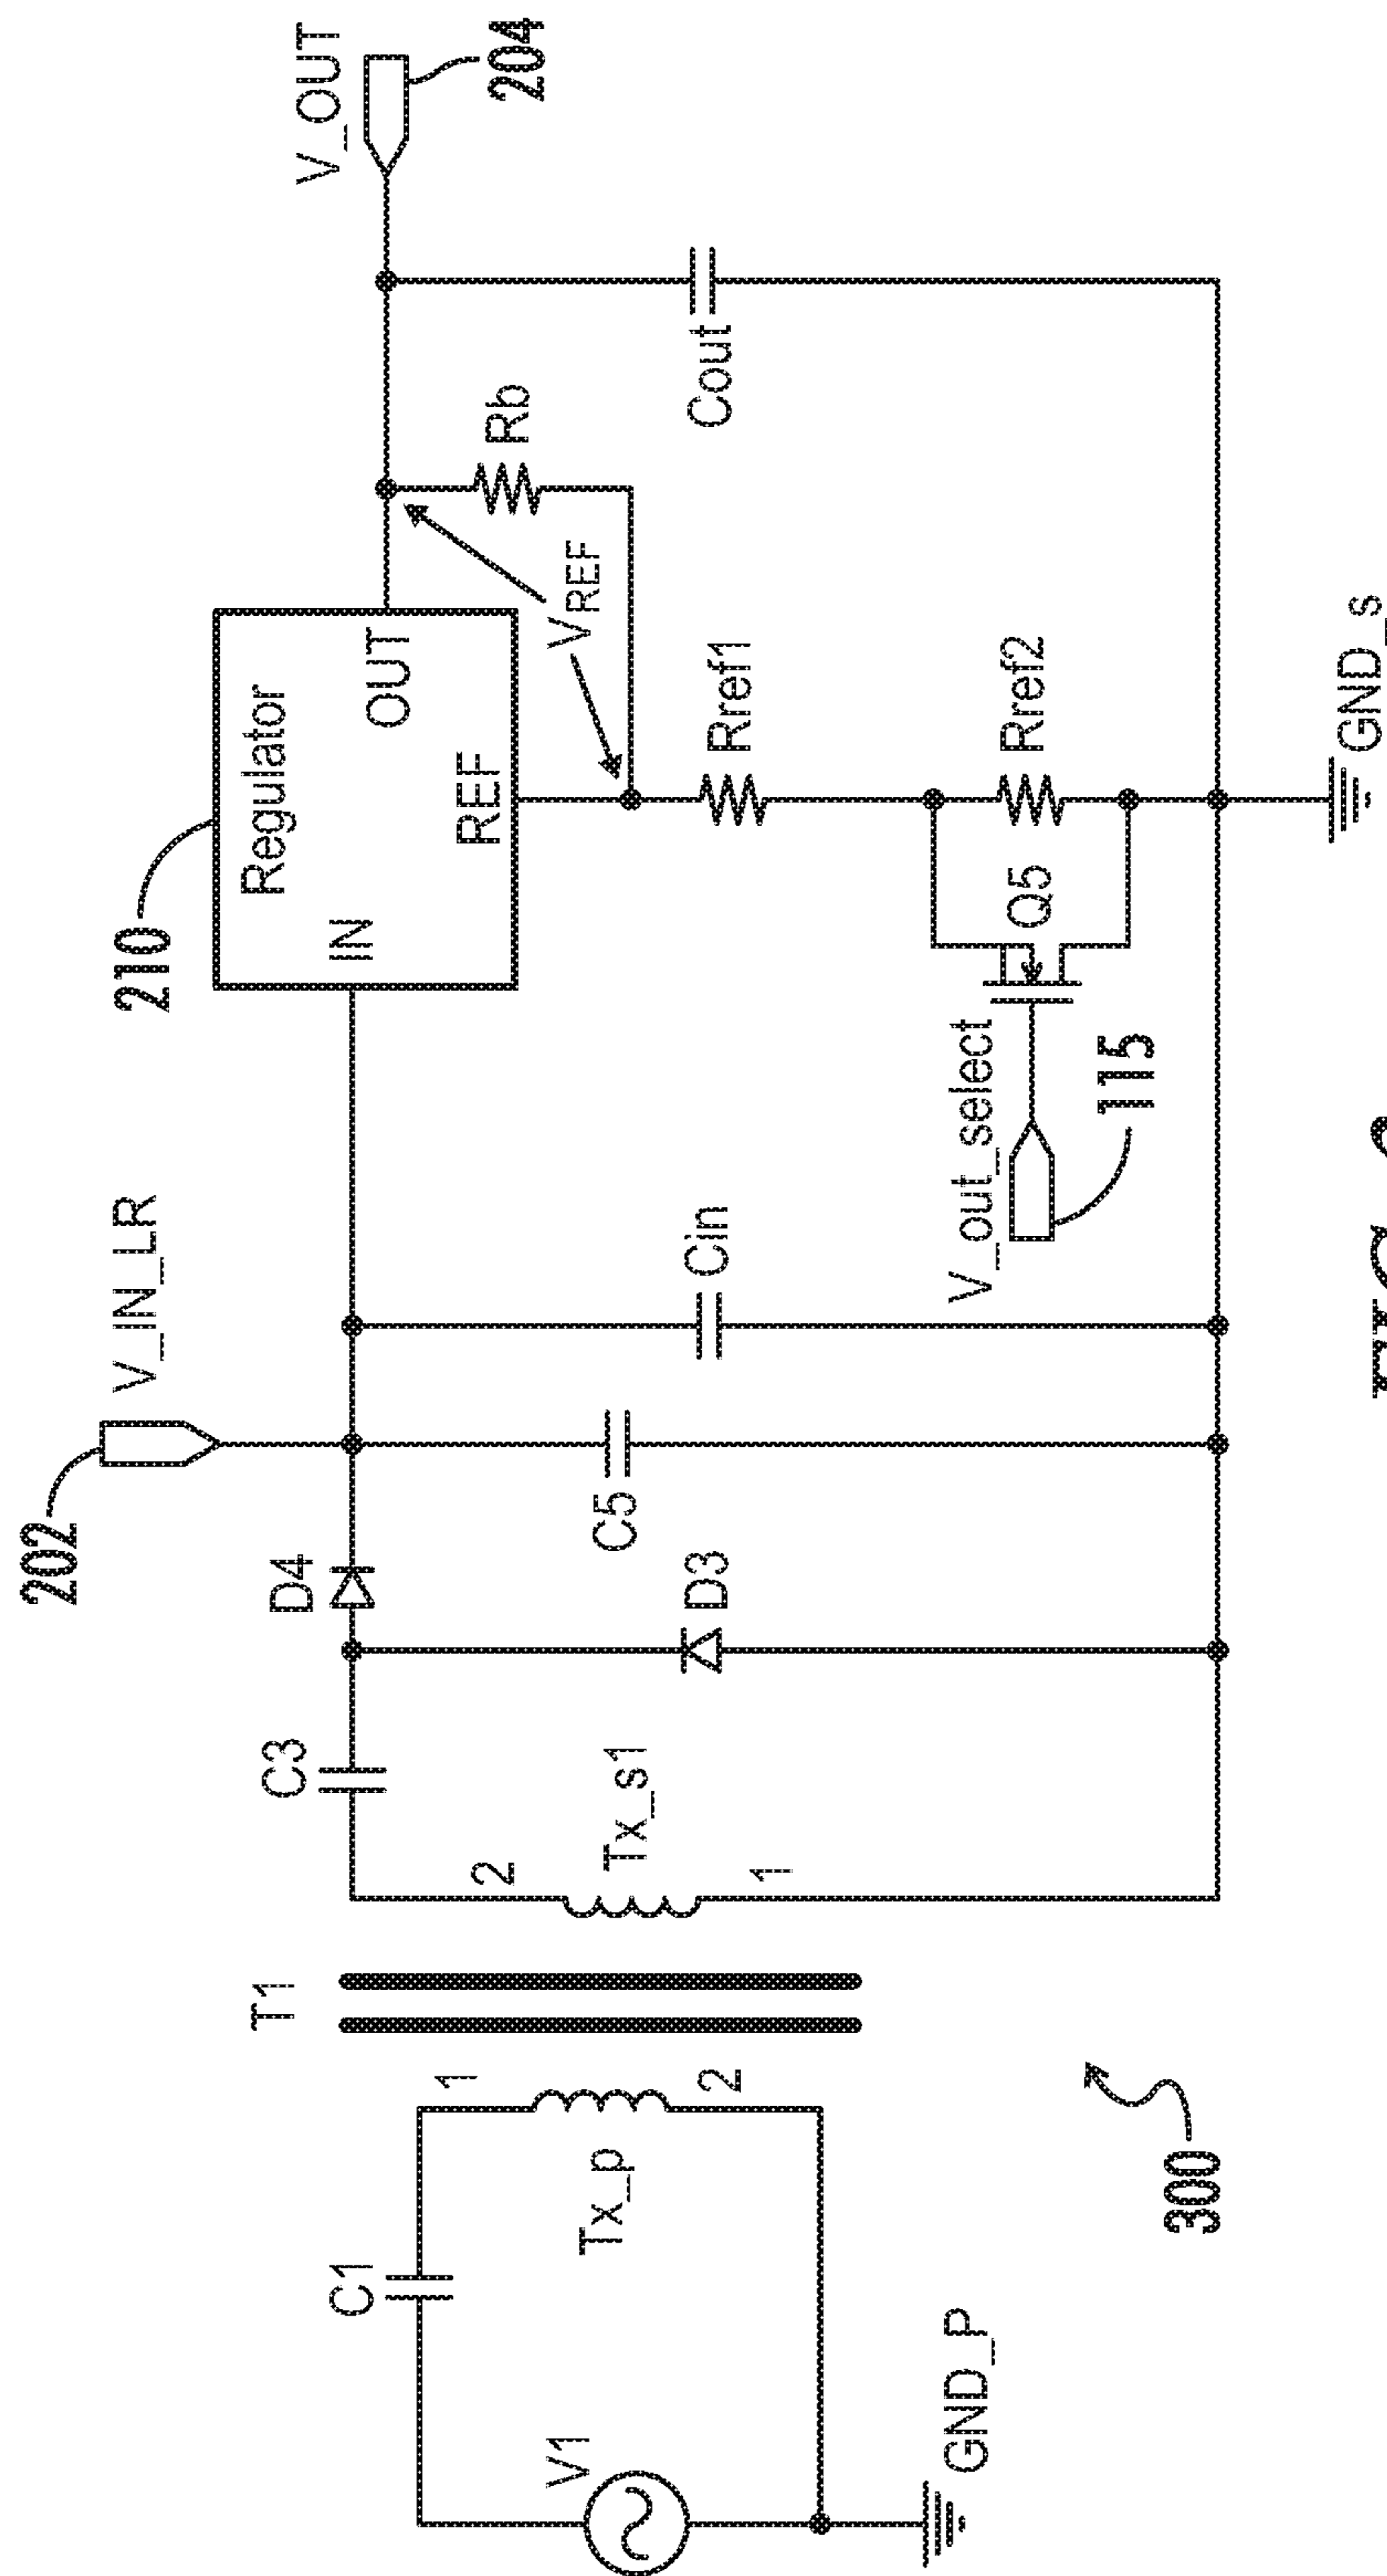 202
V_IN_LR
210
Regulator
IN
OUT
REF
V_OUT
204
T1
C3
D4
C1
V1
Tx_p
1
2
2
Tx_s1
1
D3
C5
Cin
V_REF
Rb
Cout
Rref1
Rref2
Q5
V_out_select
115
GND_P
GND_s
300